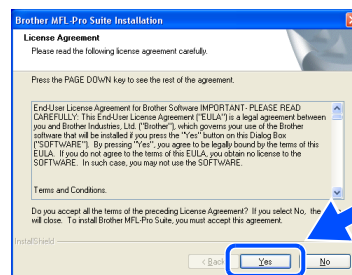 Brother MFL-Pro Suite Installation
License Agreement
Please read the following license agreement carefully.
Press the PAGE DOWN key to see the rest of the agreement.
End-User License Agreement for Brother Software IMPORTANT- PLEASE READ
CAREFULLY: This End-User License Agreement ("EULA") is a legal agreement between
you and Brother Industries, Ltd. ("Brother"), which governs your use of the Brother
software that will be installed if you press the "Yes" button on this Dialog Box
("SOFTWARE"). By pressing "Yes", you agree to be legally bound by the terms of this
EULA. If you do not agree to the terms of this EULA, you obtain no license to the
SOFTWARE. In such case, you may not use the SOFTWARE.
Terms and Conditions.
Do you accept all the terms of the preceding License Agreement? If you select No, the
will close. To install Brother MFL-Pro Suite, you must accept this agreement.
InstallShield
< Back
Yes
No